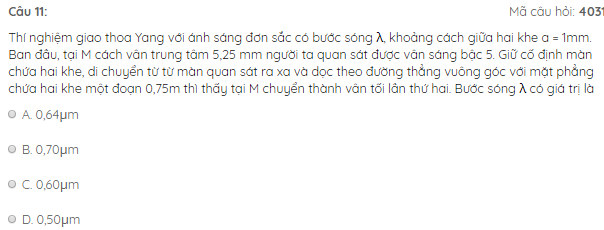 Câu 11:
Mã câu hỏi: 4031
Thí nghiệm giao thoa Yang với ánh sáng đơn sắc có bước sóng λ, khoảng cách giữa hai khe a = 1mm.
Ban đầu, tại M cách vân trung tâm 5,25 mm người ta quan sát được vân sáng bậc 5. Giữ cố định màn
chứa hai khe, di chuyển từ từ màn quan sát ra xa và dọc theo đường thẳng vuông góc với mặt phẳng
chứa hai khe một đoạn 0,75m thì thấy tại M chuyển thành vân tối lần thứ hai. Bước sóng λ có giá trị là
A. 0,64μm
B. 0,70μm
C. 0,60μm
D. 0,50μm